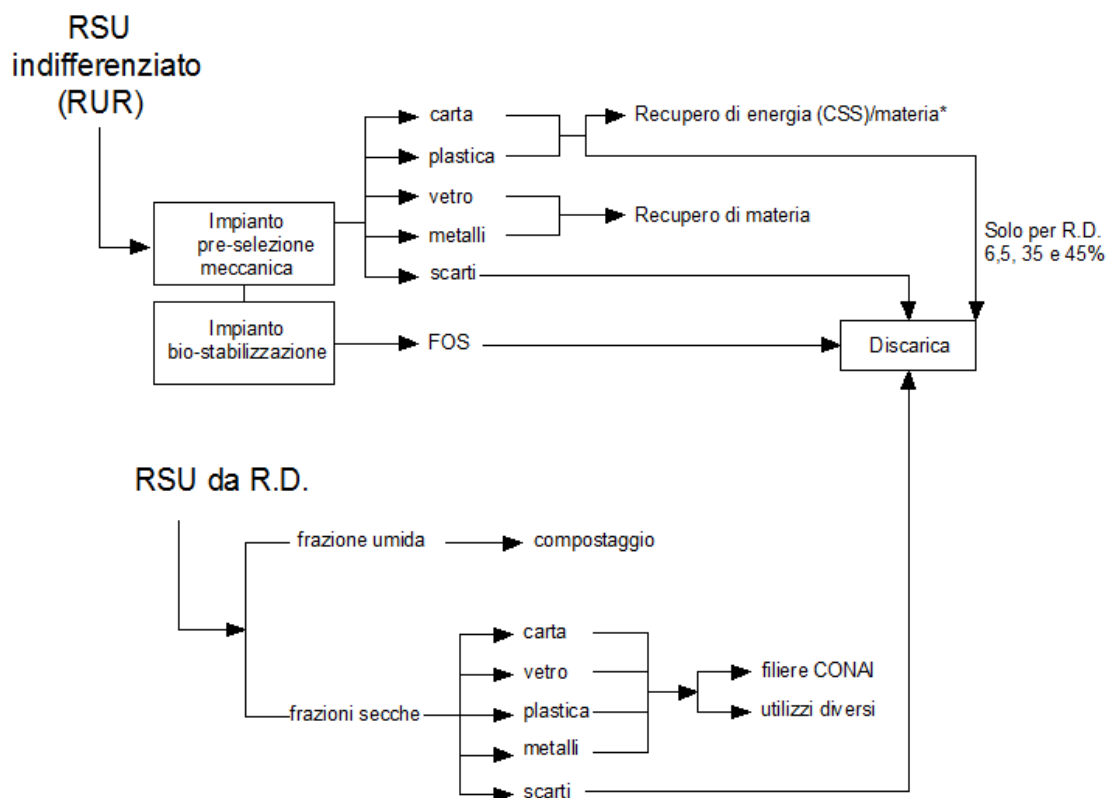 RSU
indifferenziato
(RUR)
carta
Recupero di energia (CSS)/materia*
plastica
vetro
Impianto
pre-selezione
meccanica
Recupero di materia
metalli
Solo per R.D.
6,5, 35 e 45%
scarti
Impianto
bio-stabilizzazione
FOS
Discarica
RSU da R.D.
frazione umida
compostaggio
carta
vetro
filiere CONAI
frazioni secche
plastica
utilizzi diversi
metalli
scarti